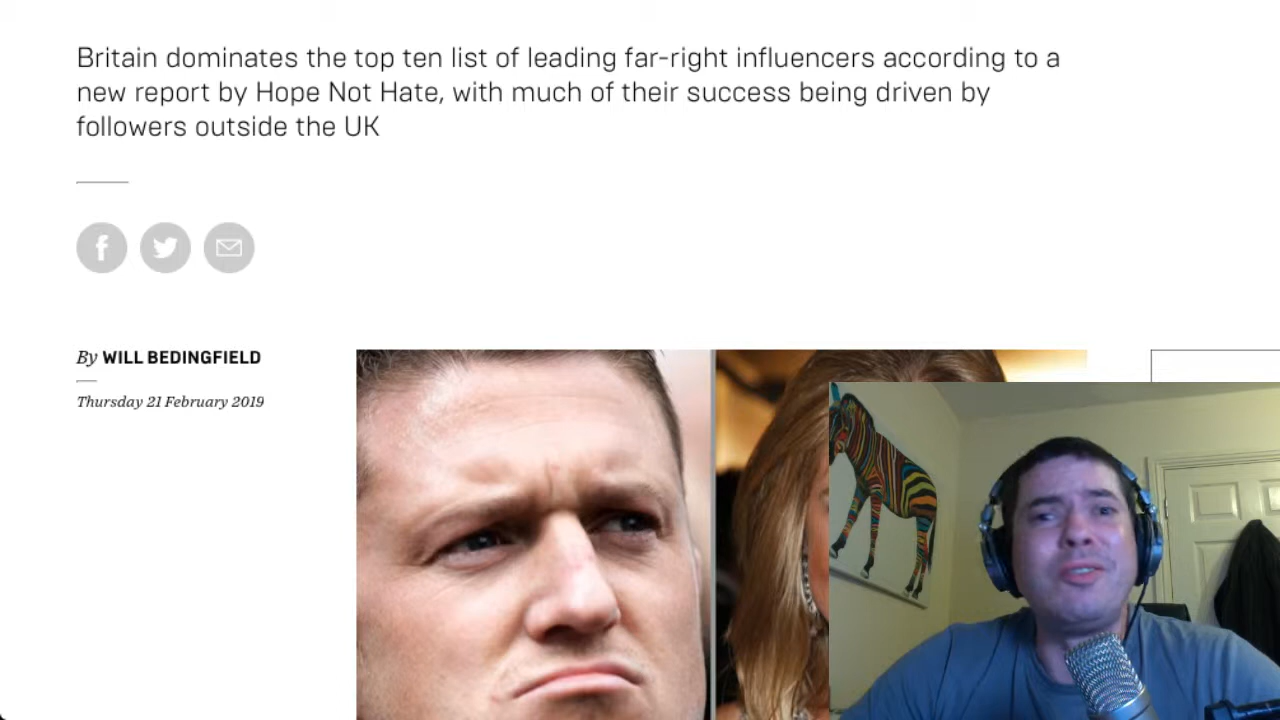 Britain dominates the top ten list of leading far-right influencers according to a
new report by Hope Not Hate, with much of their success being driven by
followers outside the UK
By WILL BEDINGFIELD
Thursday 21 February 2019